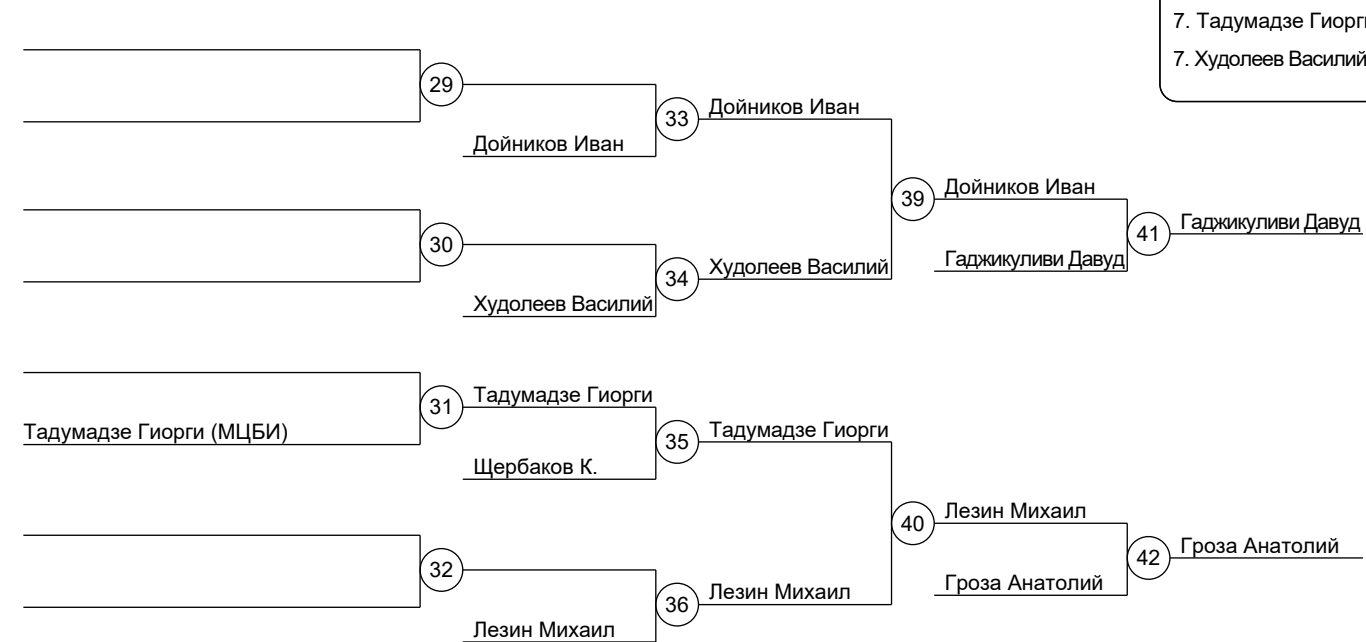 7. Тадумадзе Гиорги
7. Худолеев Василий
29
33
Дойников Иван
Дойников Иван
39
Дойников Иван
30
41
Гаджикуливи Давуд
Гаджикуливи Давуд
34
Худолеев Василий
Худолеев Василий
31
Тадумадзе Гиорги
Тадумадзе Гиорги (МЦБИ)
35
Тадумадзе Гиорги
Щербаков К.
40
Лезин Михаил
32
42
Гроза Анатолий
Гроза Анатолий
36
Лезин Михаил
Лезин Михаил